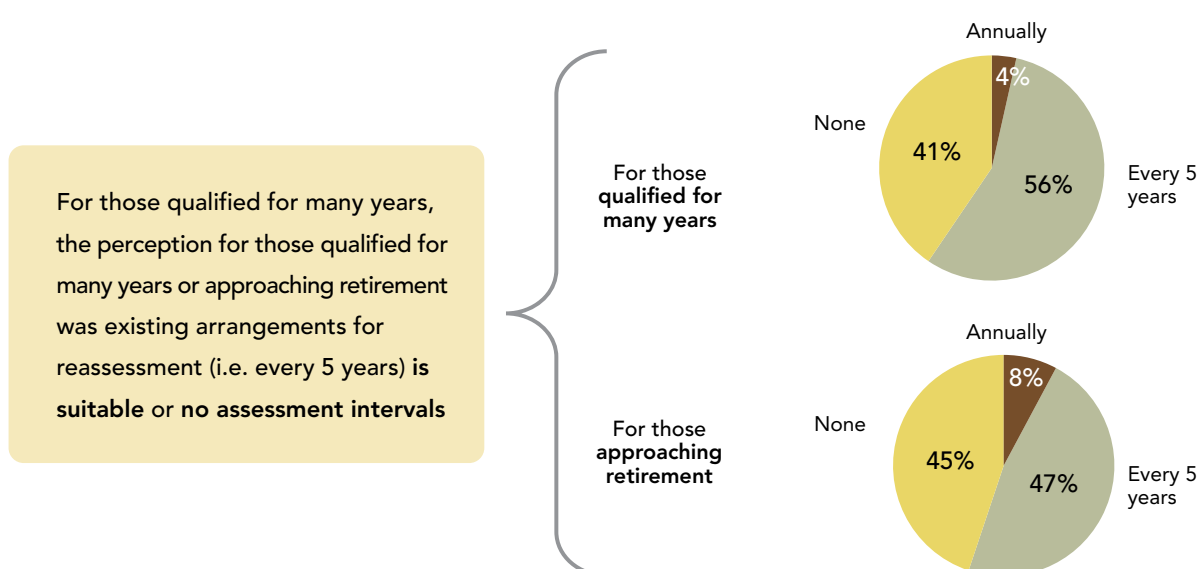 For those qualified for many years,
the perception for those qualified for
many years or approaching retirement
was existing arrangements for
reassessment (i.e. every 5 years) is
suitable or no assessment intervals
For those
qualified for
many years
Annually
4%
None
41%
56%
Every 5
years
For those
approaching
retirement
Annually
8%
None
45%
47%
Every 5
years